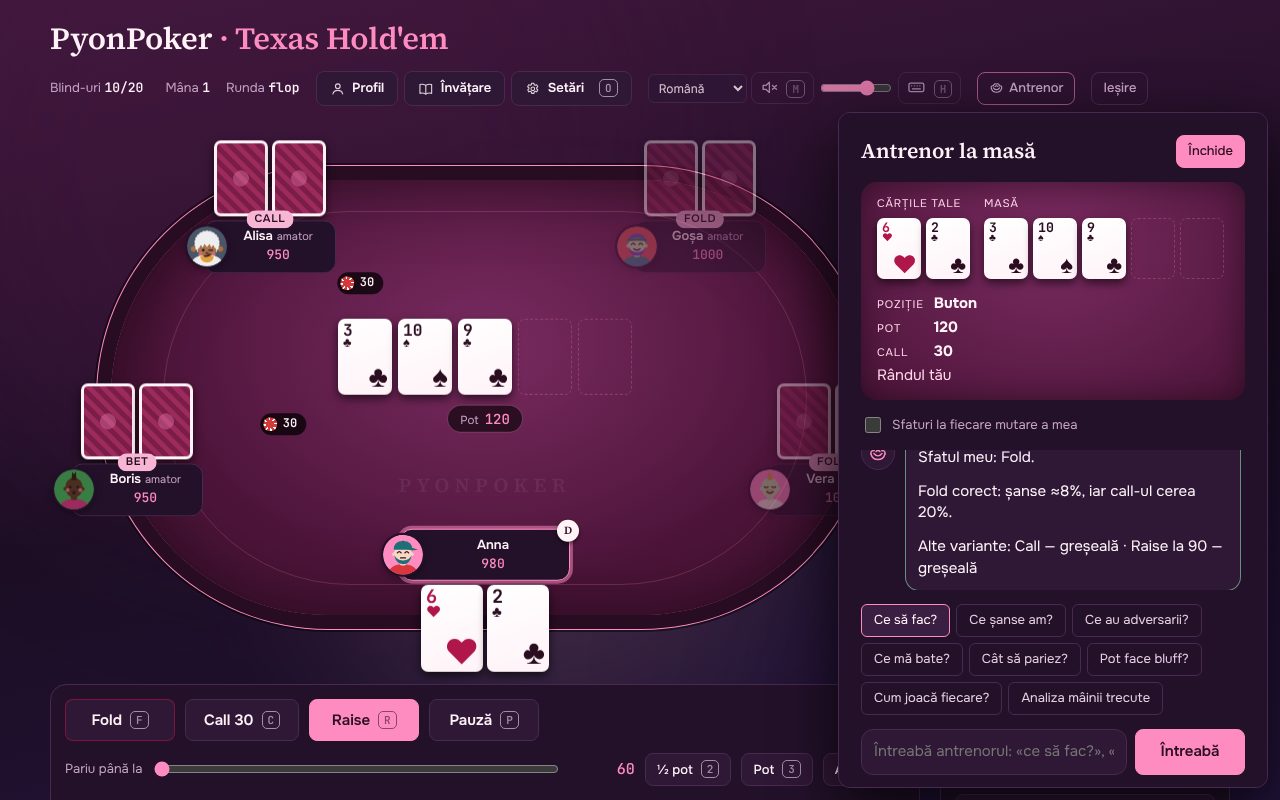 PyonPoker · Texas Hold'em
Blind-uri 10/20 Mâna 1 Runda flop Profil Învățare Setări O Română M H Antrenor Ieșire
Antrenor la masă Închide
CĂRȚILE TALE MASĂ
6 2 3 10 9
POZIȚIE Buton
POT 120
CALL 30
Rândul tău
Sfaturi la fiecare mutare a mea
Sfatul meu: Fold.
Fold corect: șanse ≈8%, iar call-ul cerea
20%.
Alte variante: Call — greșeală · Raise la 90 —
greșeală
Ce să fac? Ce șanse am? Ce au adversarii?
Ce mă bate? Cât să pariez? Pot face bluff?
Cum joacă fiecare? Analiza mâinii trecute
Întreabă antrenorul: «ce să fac?», «
Întreabă
CALL
Alisa amator
950
30
FOLD
Goșa amator
1000
3 10 9
Pot 120
30
BET
Boris amator
950
PYONPOKER
Vera
D
Anna
980
6 2
Fold F Call 30 C Raise R Pauză P
Pariu până la 60 ½ pot 2 Pot 3